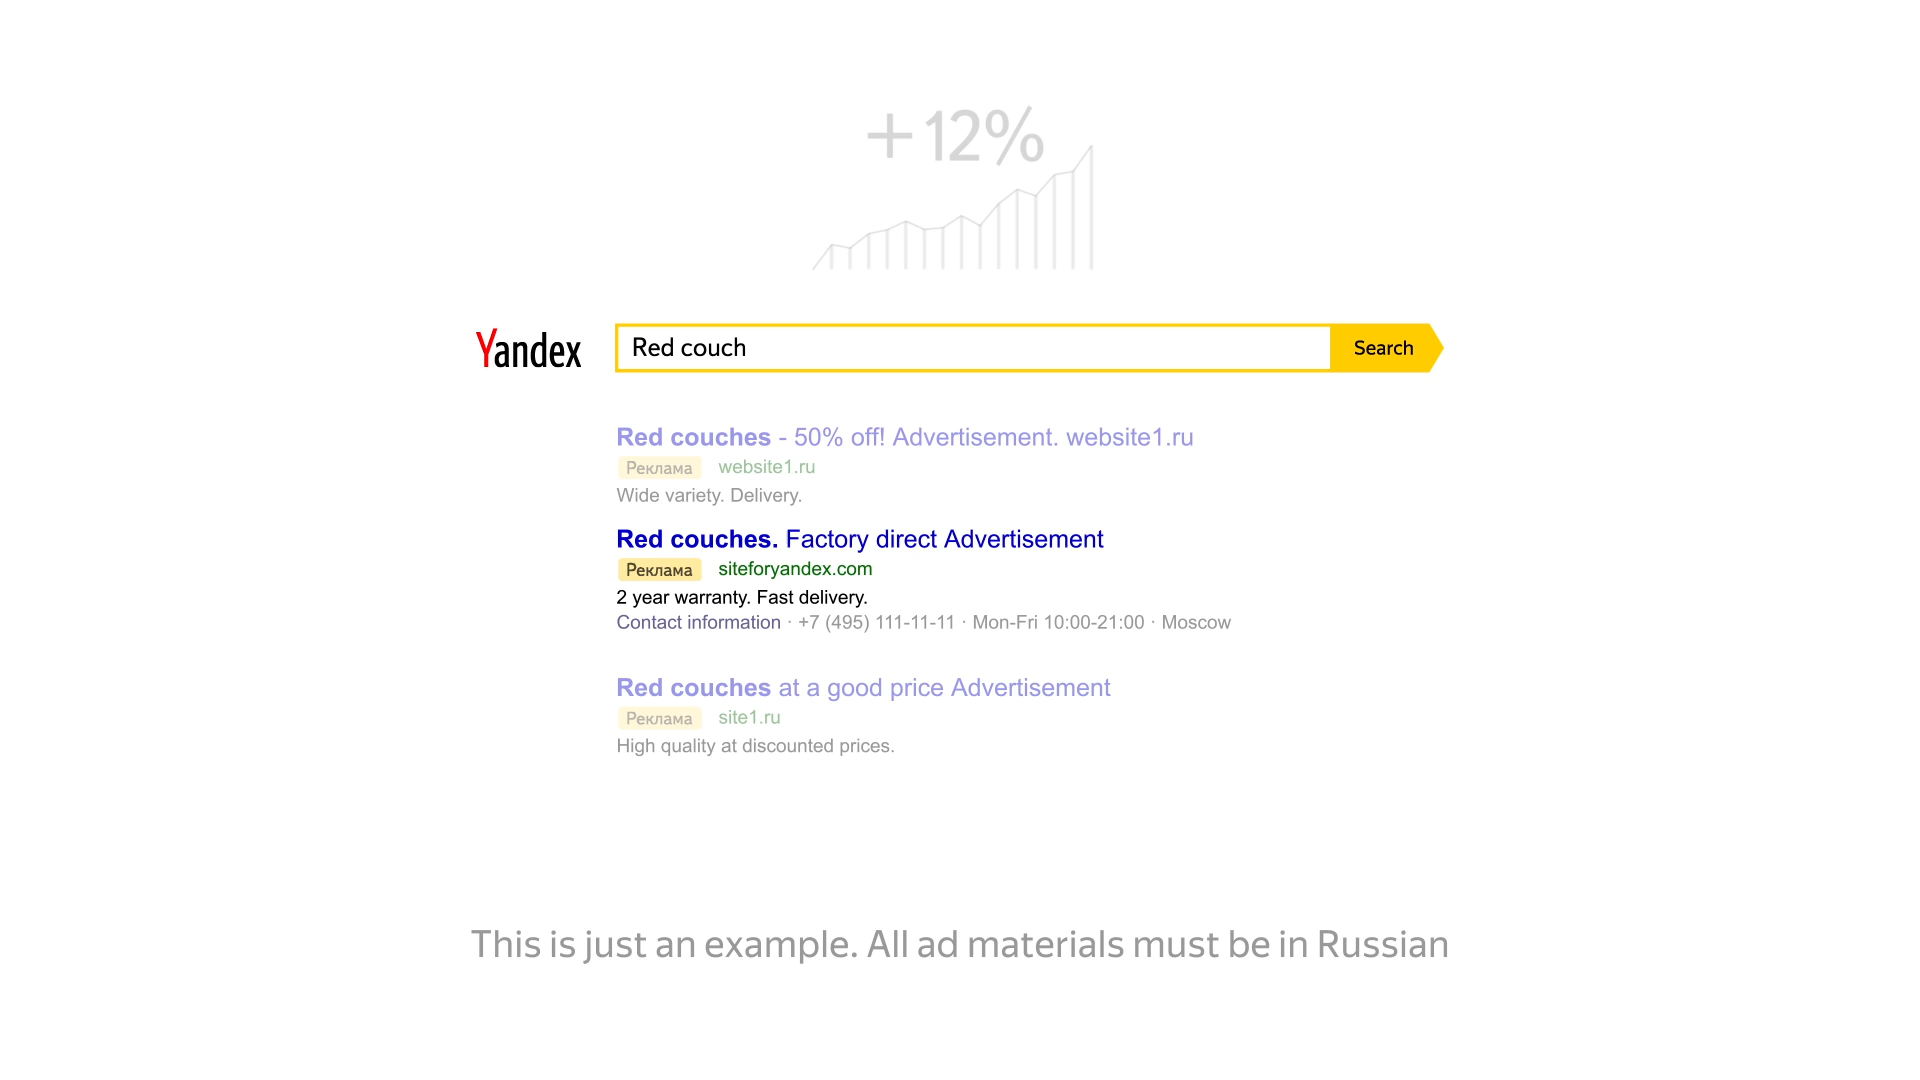 +12%
Yandex
Red couch
Search
Red couches - 50% off! Advertisement. website1.ru
Реклама website1.ru
Wide variety. Delivery.
Red couches. Factory direct Advertisement
Реклама siteforyandex.com
2 year warranty. Fast delivery.
Contact information · +7 (495) 111-11-11 · Mon-Fri 10:00-21:00 · Moscow
Red couches at a good price Advertisement
Реклама site1.ru
High quality at discounted prices.
This is just an example. All ad materials must be in Russian